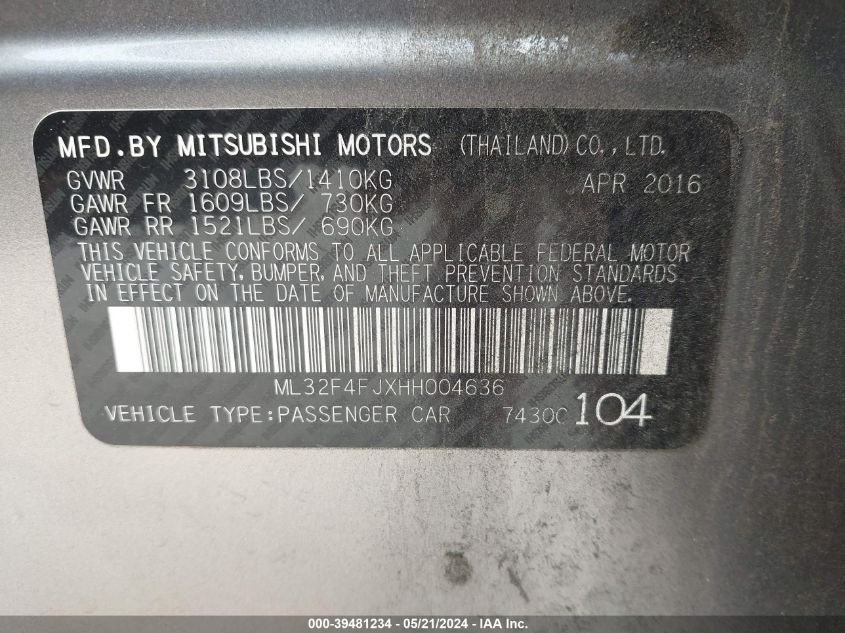 MFD.BY MITSUBISHI MOTORS (THAILAND) CO.,LTD.
GVWR 3108LBS/1410KG APR 2016
GAWR FR 1609LBS/ 730KG
GAWR RR 1521LBS/ 690KG
THIS VEHICLE CONFORMS TO ALL APPLICABLE FEDERAL MOTOR
VEHICLE SAFETY, BUMPER, AND THEFT PREVENTION STANDARDS
IN EFFECT ON THE DATE OF MANUFACTURE SHOWN ABOVE.
ML32F4FJXHH004636
VEHICLE TYPE:PASSENGER CAR 7430C 104
000-39481234 - 05/21/2024 - IAA Inc.